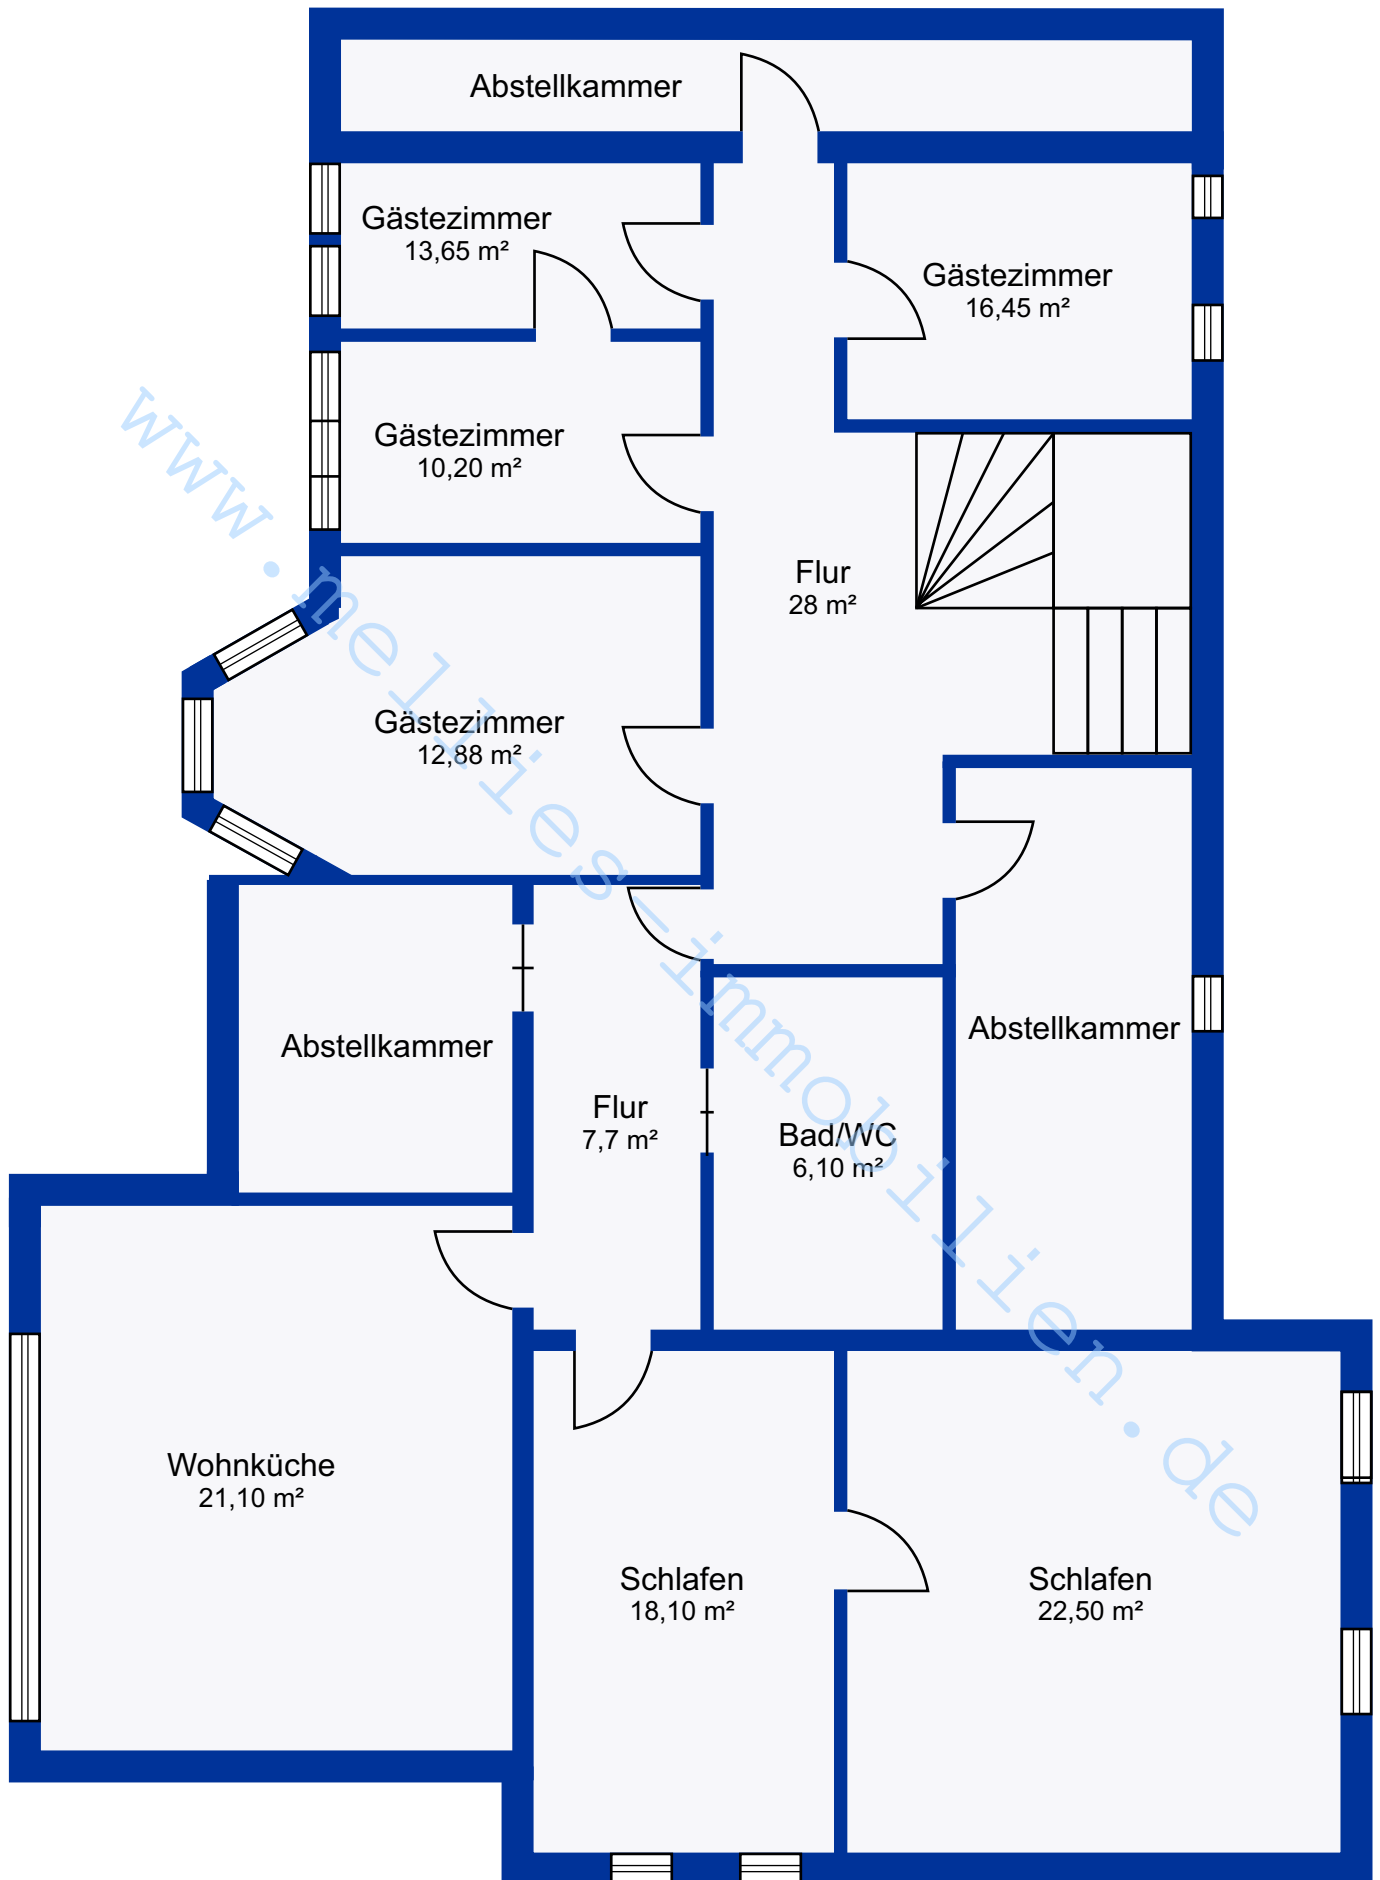 Abstellkammer
Gästezimmer
13,65 m²
Gästezimmer
16,45 m²
Gästezimmer
10,20 m²
Flur
28 m²
Gästezimmer
12,88 m²
Abstellkammer
Abstellkammer
Flur
7,7 m²
Bad/WC
6,10 m²
Wohnküche
21,10 m²
Schlafen
18,10 m²
Schlafen
22,50 m²
www.mellies-immobilien.de